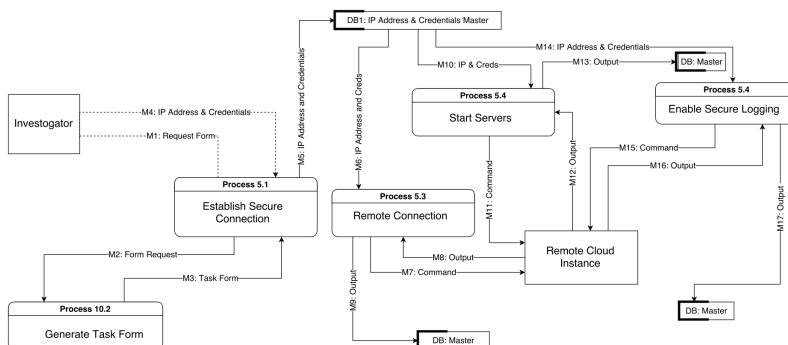 DB1: IP Address & Credentials Master
M14: IP Address & Credentials
M10: IP & Creds
M13: Output
DB: Master
Process 5.4
Start Servers
Process 5.4
Enable Secure Logging
Investogator
M4: IP Address & Credentials
M1: Request Form
M5: IP Address and Credentials
M6: IP Address and Creds
M11: Command
M12: Output
M15: Command
M16: Output
M17: Output
Process 5.1
Establish Secure
Connection
Process 5.3
Remote Connection
Remote Cloud
Instance
M2: Form Request
M3: Task Form
M8: Output
M7: Command
M9: Output
Process 10.2
Generate Task Form
DB: Master
DB: Master